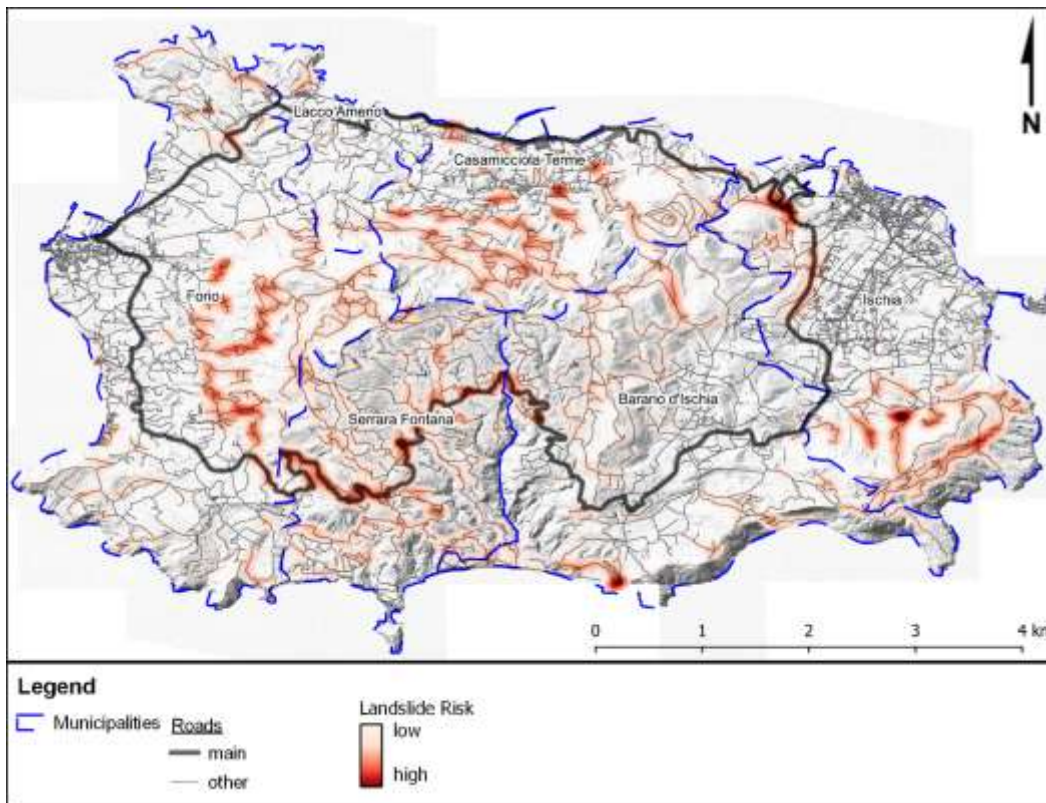 N
Lacco Ameno
Casamicciola Terme
Forio
Ischia
Barano d'Ischia
Serrara Fontana
0 1 2 3 4 km
Legend
Municipalities
Roads
main
other
Landslide Risk
low
high